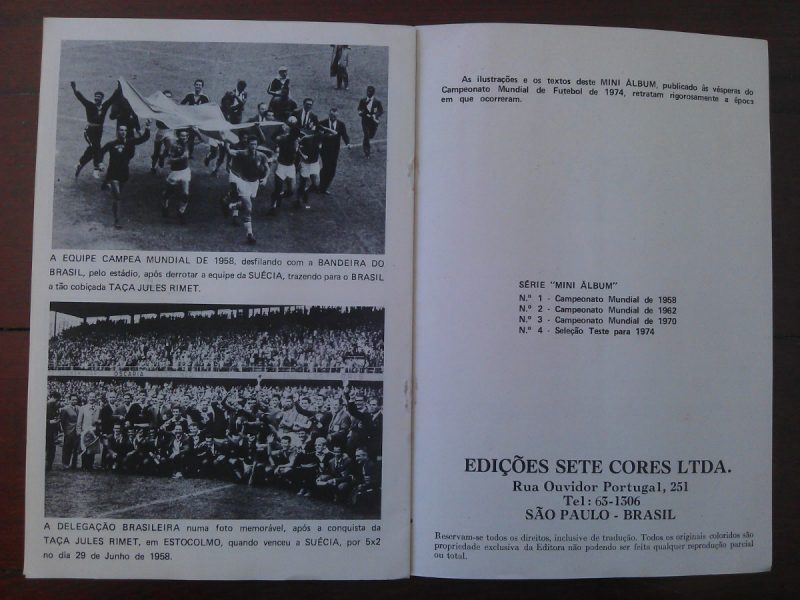 A EQUIPE CAMPEA MUNDIAL DE 1958, desfilando com a BANDEIRA DO
BRASIL, pelo estádio, após derrotar a equipe da SUÉCIA, trazendo para o BRASIL
a tão cobiçada TAÇA JULES RIMET.
OSCARIA
A DELEGAÇÃO BRASILEIRA numa foto memorável, após a conquista da
TAÇA JULES RIMET, em ESTOCOLMO, quando venceu a SUÉCIA, por 5x2
no dia 29 de Junho de 1958.
As ilustrações e os textos deste MINI ÁLBUM, publicado às vésperas do
Campeonato Mundial de Futebol de 1974, retratam rigorosamente a época
em que ocorreram.
SÉRIE "MINI ÁLBUM"
N.º 1 - Campeonato Mundial de 1958
N.º 2 - Campeonato Mundial de 1962
N.º 3 - Campeonato Mundial de 1970
N.º 4 - Seleção Teste para 1974
EDIÇÕES SETE CORES LTDA.
Rua Ouvidor Portugal, 251
Tel: 63-1306
SÃO PAULO - BRASIL
Reservam-se todos os direitos, inclusive de tradução. Todos os originais coloridos são
propriedade exclusiva da Editora não podendo ser feita qualquer reprodução parcial
ou total.